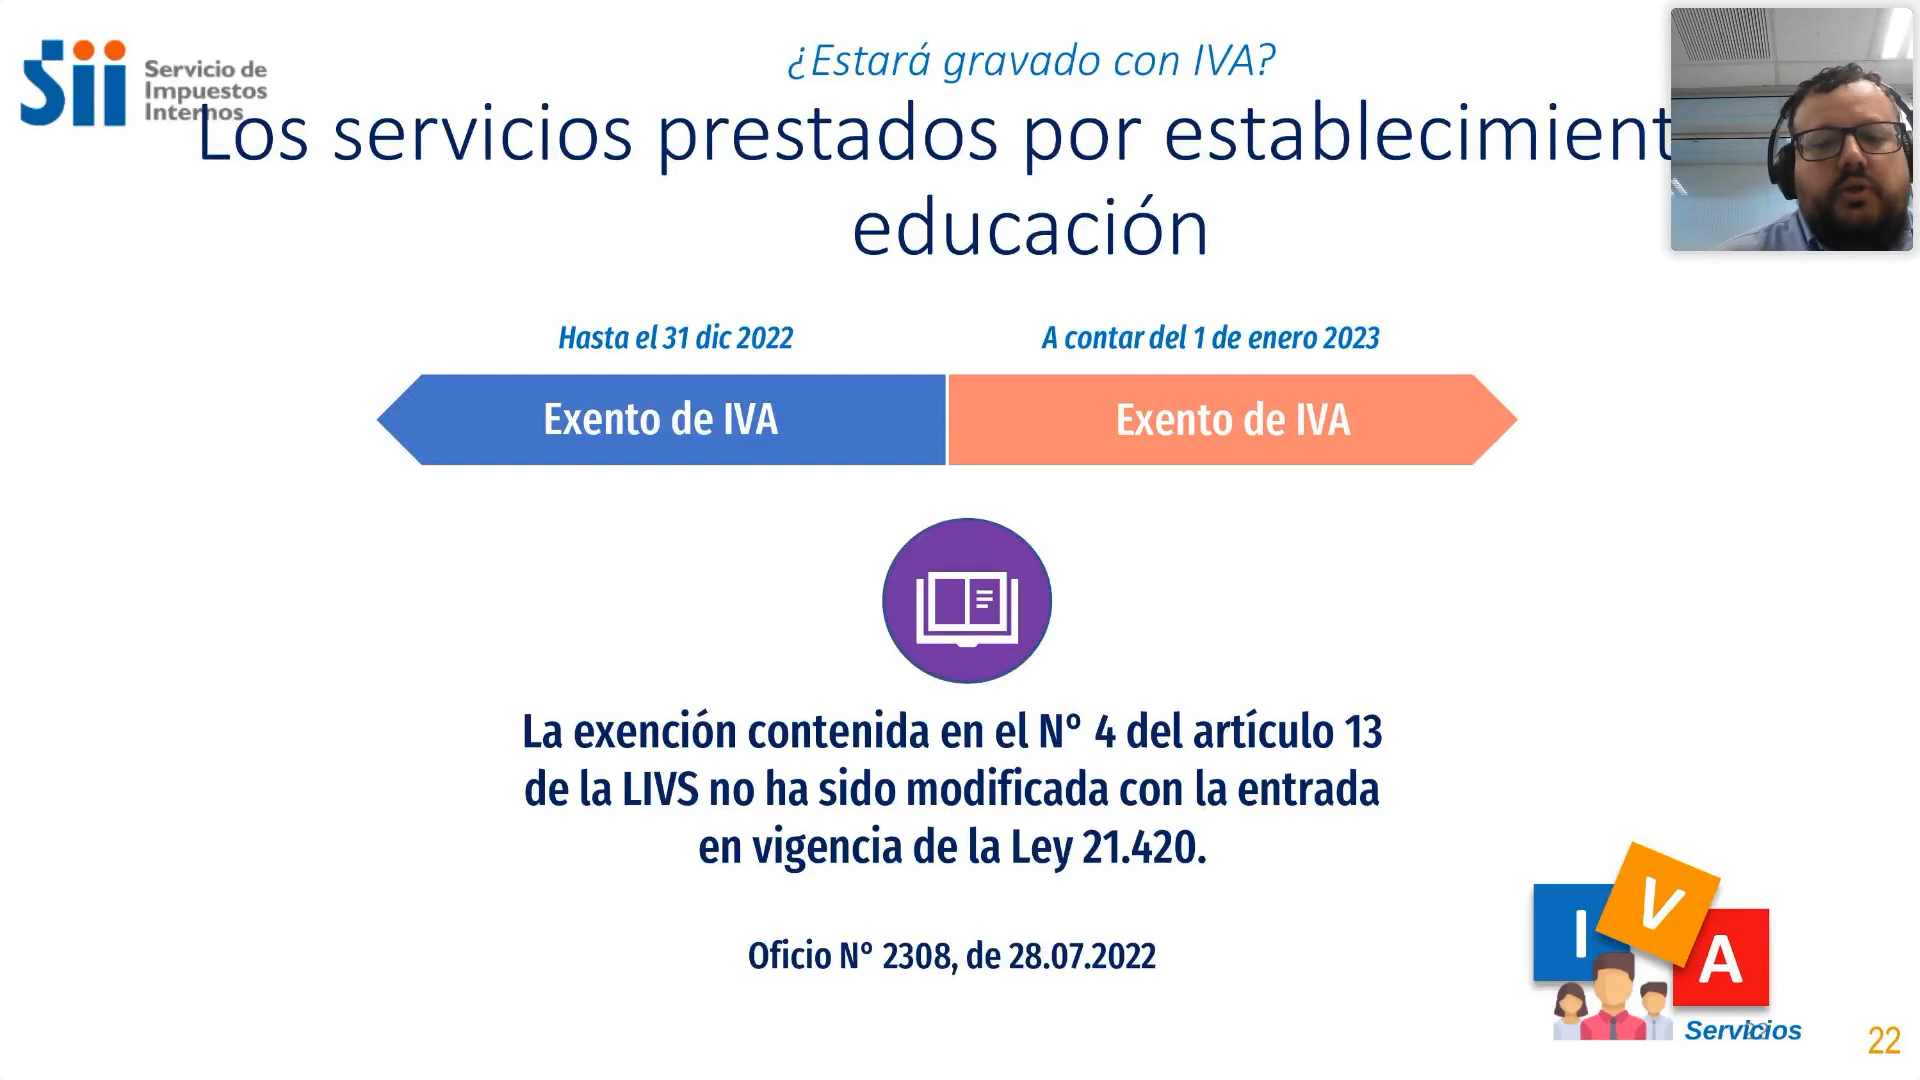 Sii Servicio de
Impuestos
Internos
¿Estará gravado con IVA?
Los servicios prestados por
educación
Hasta el 31 dic 2022
A contar del 1 de enero 2023
Exento de IVA
Exento de IVA
La exención contenida en el N° 4 del artículo 13
de la LIVS no ha sido modificada con la entrada
en vigencia de la Ley 21.420.
Oficio N° 2308, de 28.07.2022
I V A
Servicios
22